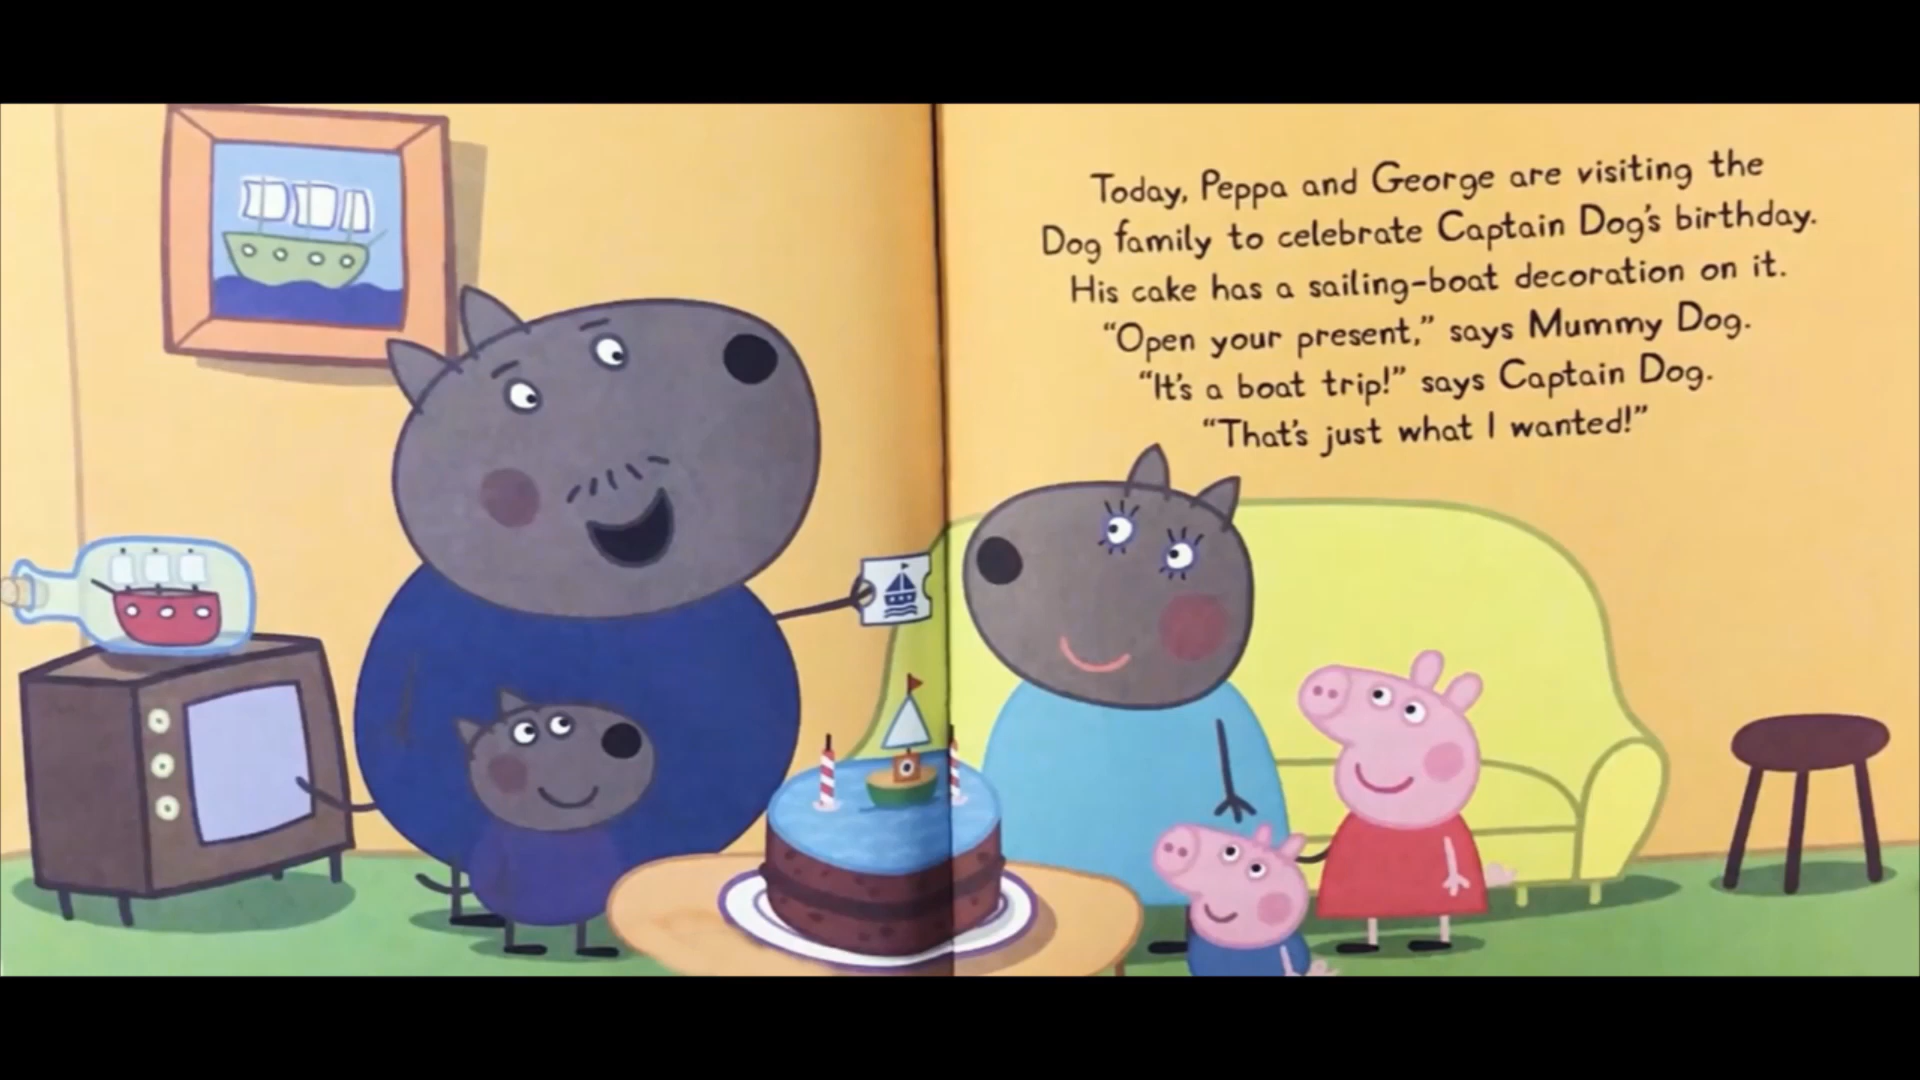 Today, Peppa and George are visiting the
Dog family to celebrate Captain Dog's birthday.
His cake has a sailing-boat decoration on it.
“Open your present,” says Mummy Dog.
“It's a boat trip!” says Captain Dog.
“That's just what I wanted!”